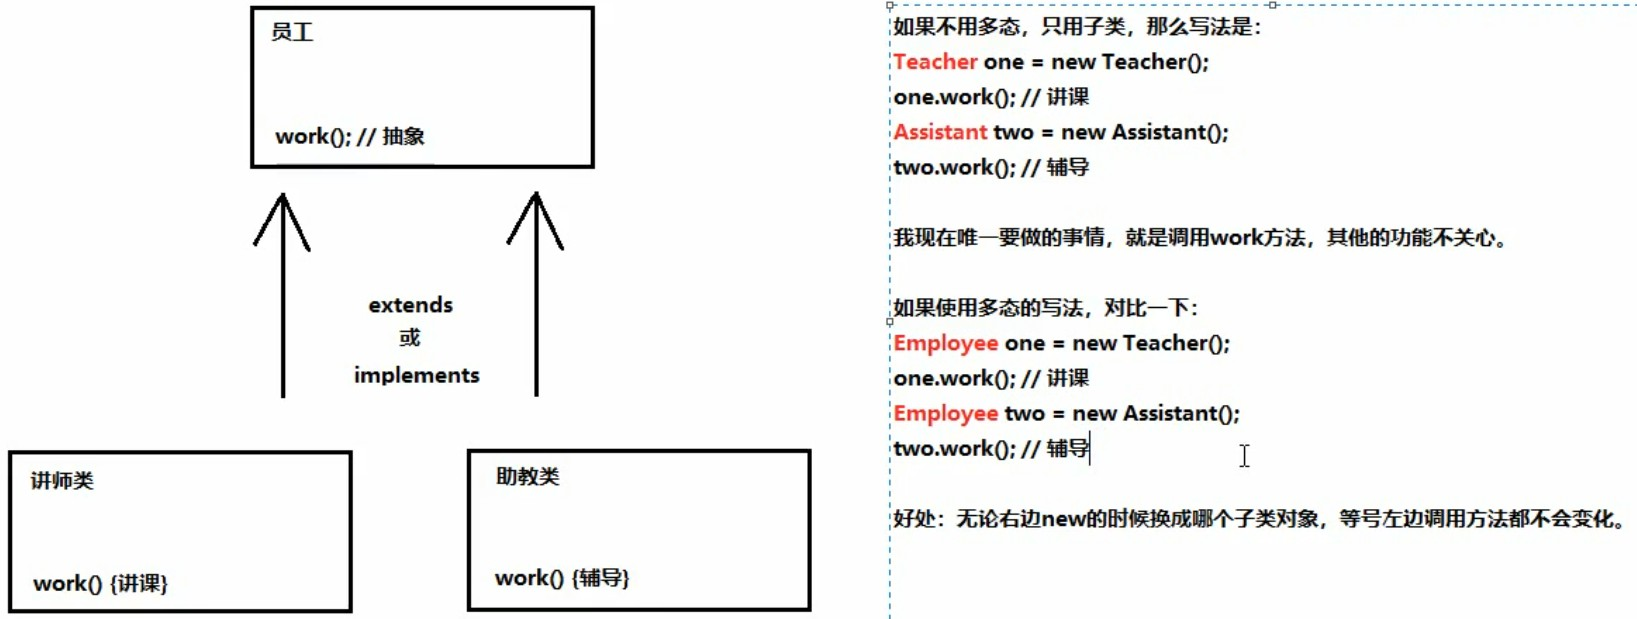 员工
work(); // 抽象
extends
或
implements
讲师类
work() {讲课}
助教类
work() {辅导}
如果不用多态，只用子类，那么写法是：
Teacher one = new Teacher();
one.work(); // 讲课
Assistant two = new Assistant();
two.work(); // 辅导
我现在唯一要做的事情，就是调用work方法，其他的功能不关心。
如果使用多态的写法，对比一下：
Employee one = new Teacher();
one.work(); // 讲课
Employee two = new Assistant();
two.work(); // 辅导
好处：无论右边new的时候换成哪个子类对象，等号左边调用方法都不会变化。